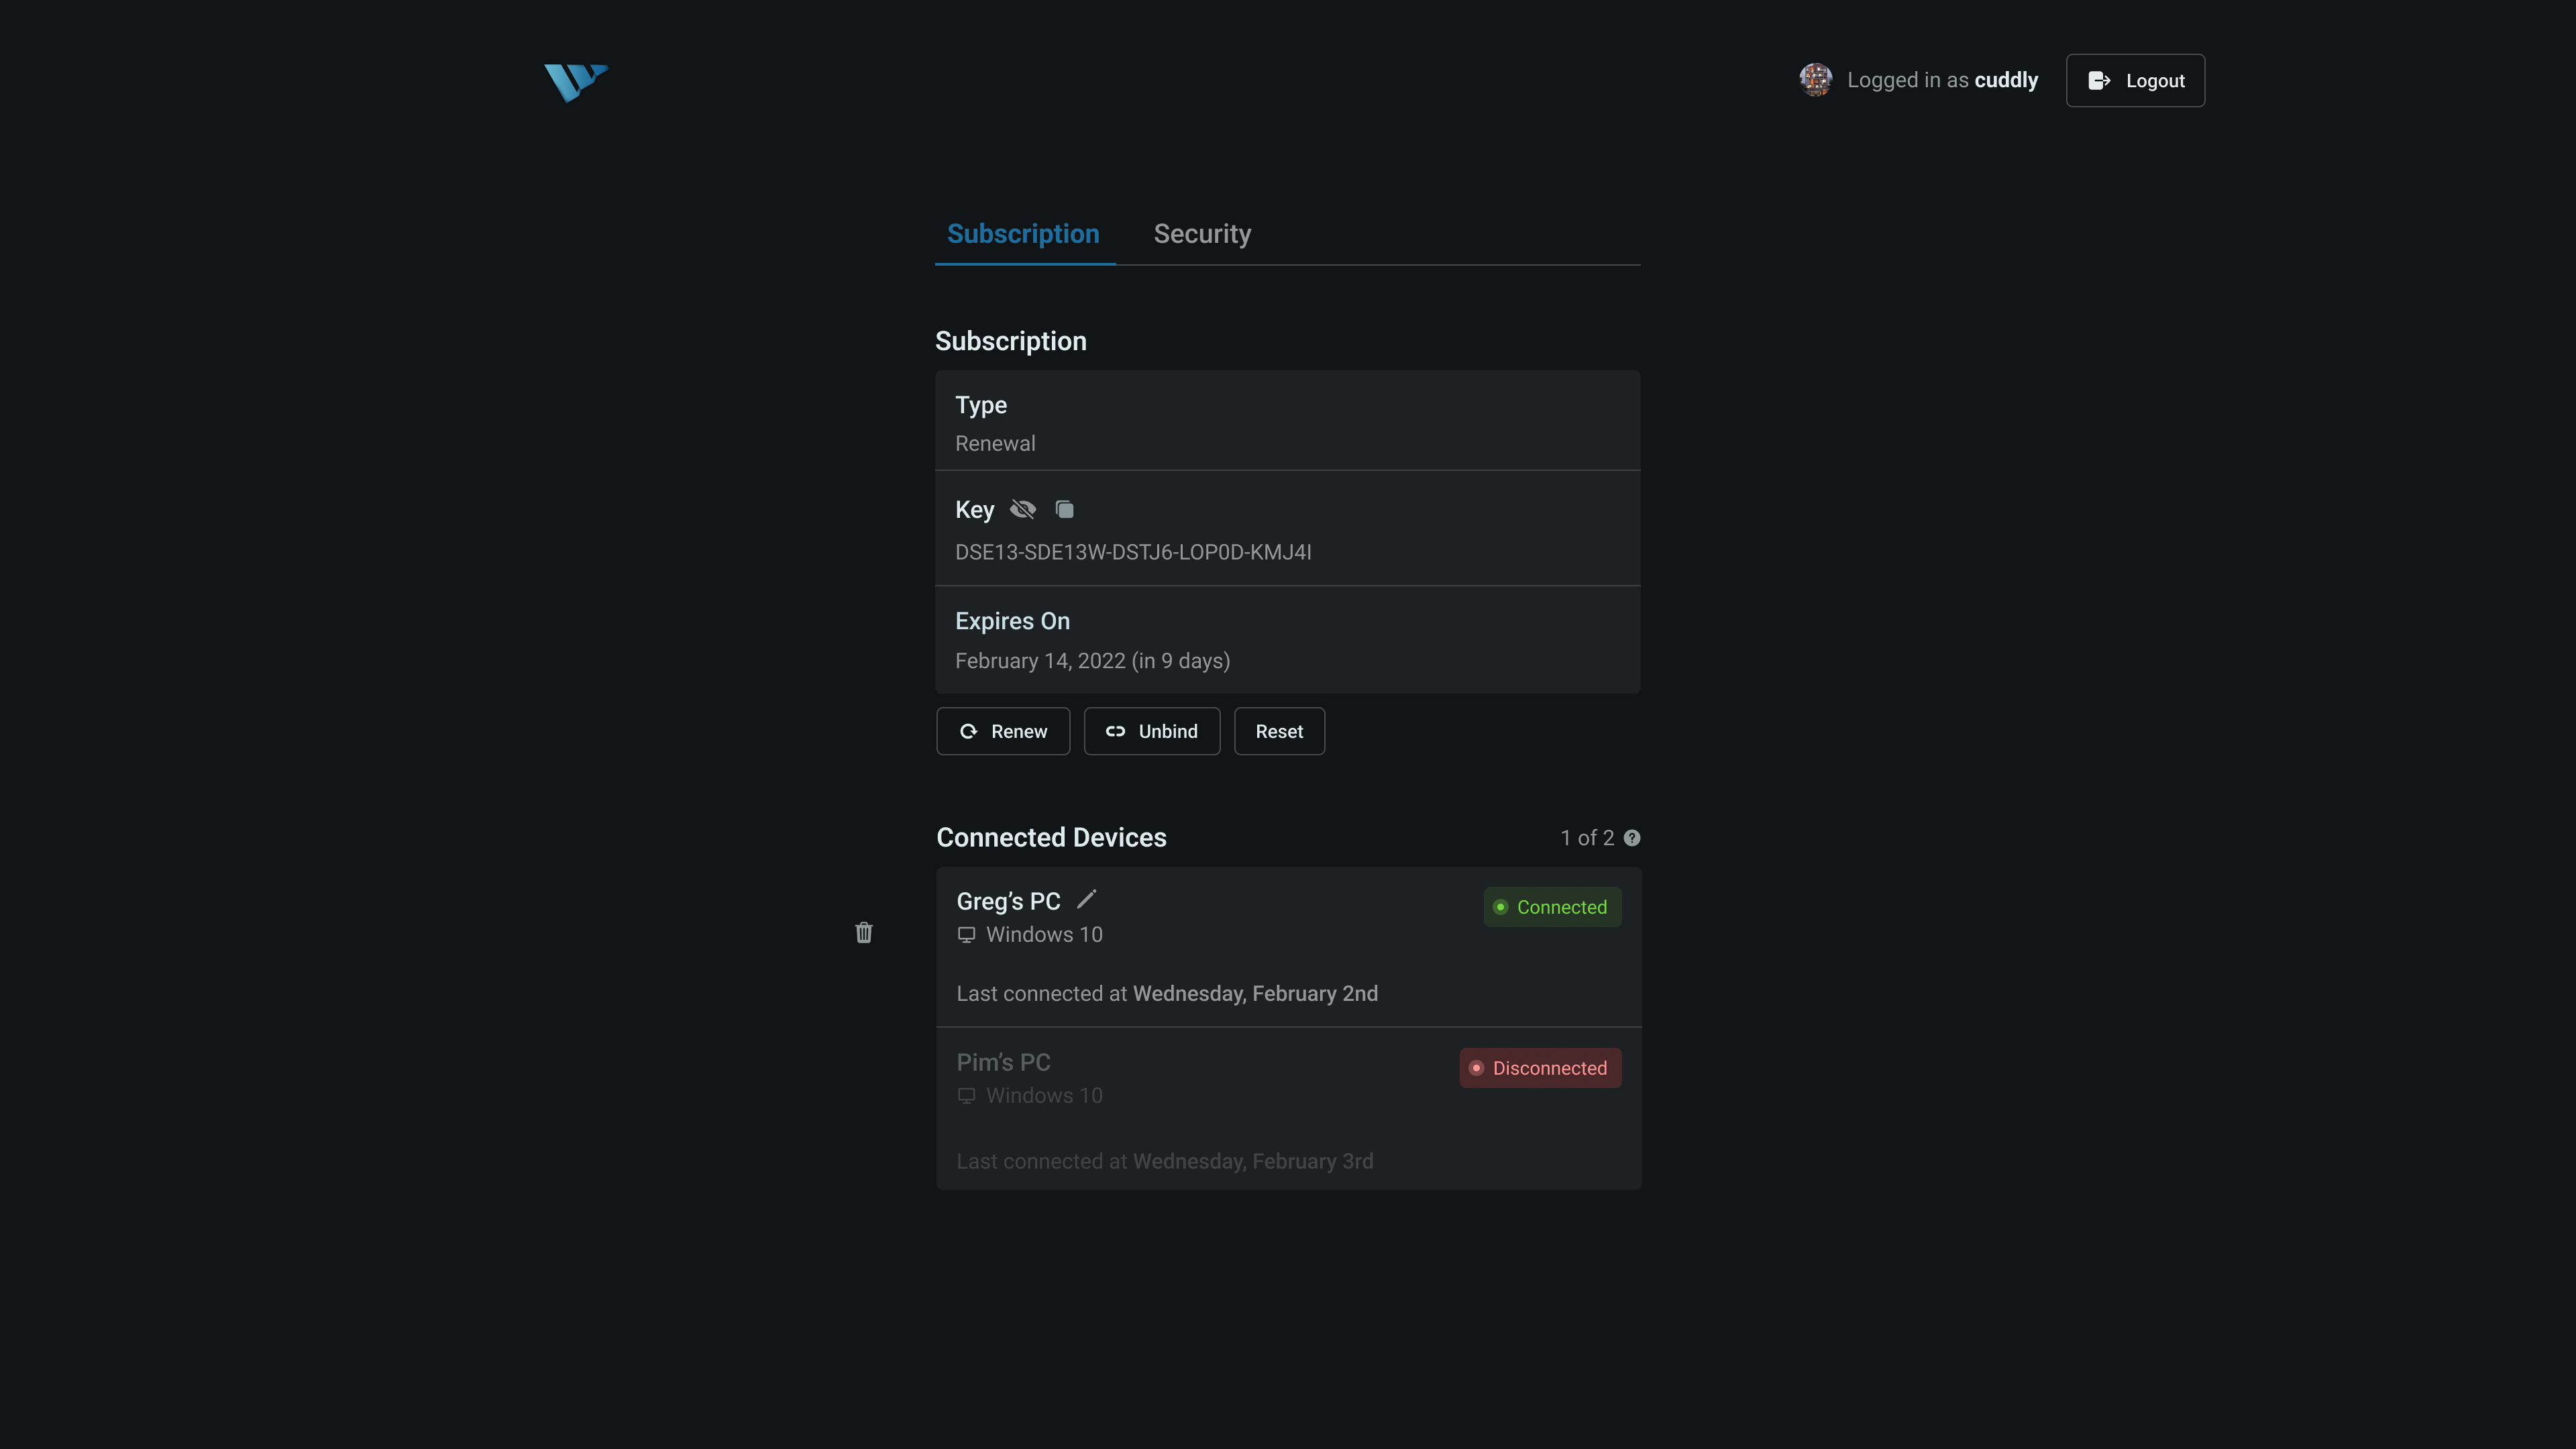 Logged in as cuddly
Logout
Subscription
Security
Subscription
Type
Renewal
Key
DSE13-SDE13W-DSTJ6-LOP0D-KMJ4I
Expires On
February 14, 2022 (in 9 days)
Renew
Unbind
Reset
Connected Devices
1 of 2
Greg’s PC
Connected
Windows 10
Last connected at Wednesday, February 2nd
Pim’s PC
Disconnected
Windows 10
Last connected at Wednesday, February 3rd